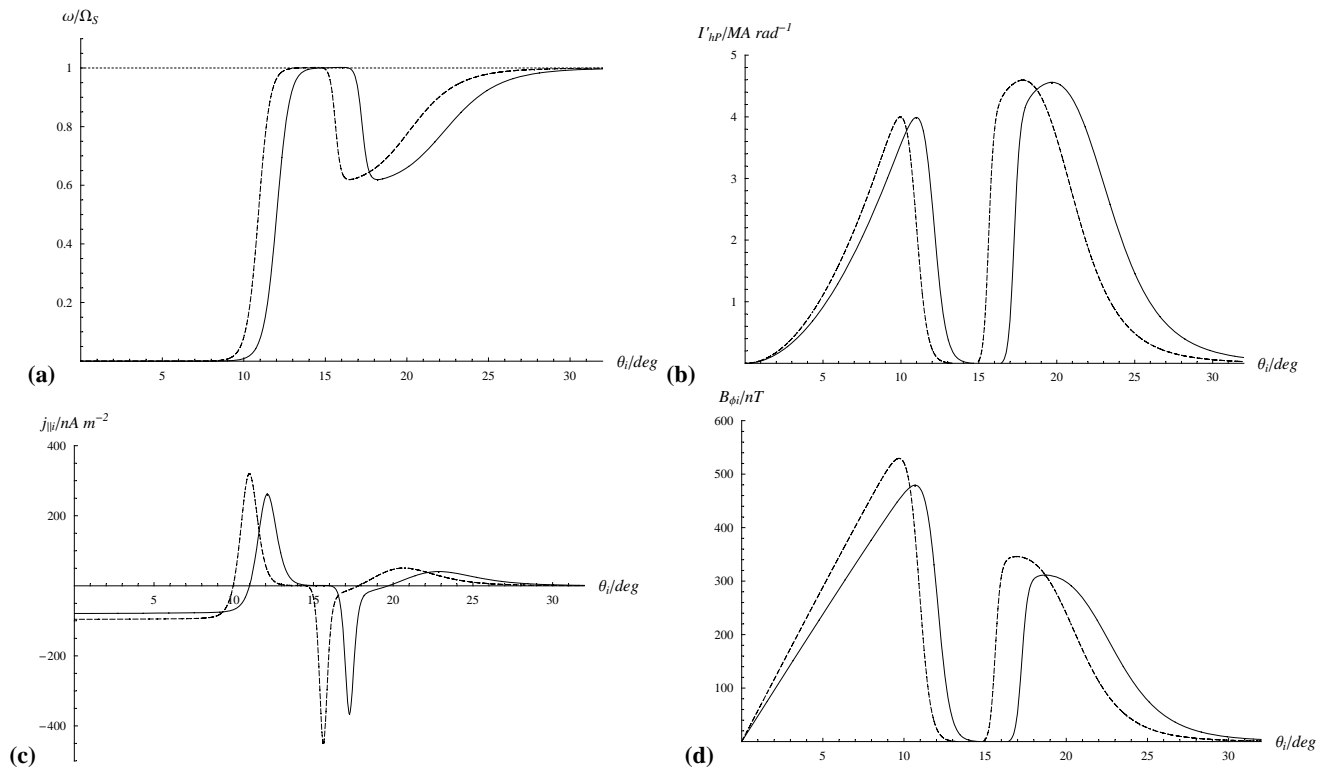 ω/Ω_S
1
0.8
0.6
0.4
0.2
5 10 15 20 25 30
θ_i/deg
(a)
I'_hP/MA rad⁻¹
5
4
3
2
1
5 10 15 20 25 30
θ_i/deg
(b)
j_||i/nA m⁻²
400
200
5 10 15 20 25 30
θ_i/deg
−200
−400
(c)
B_ϕi/nT
600
500
400
300
200
100
5 10 15 20 25 30
θ_i/deg
(d)